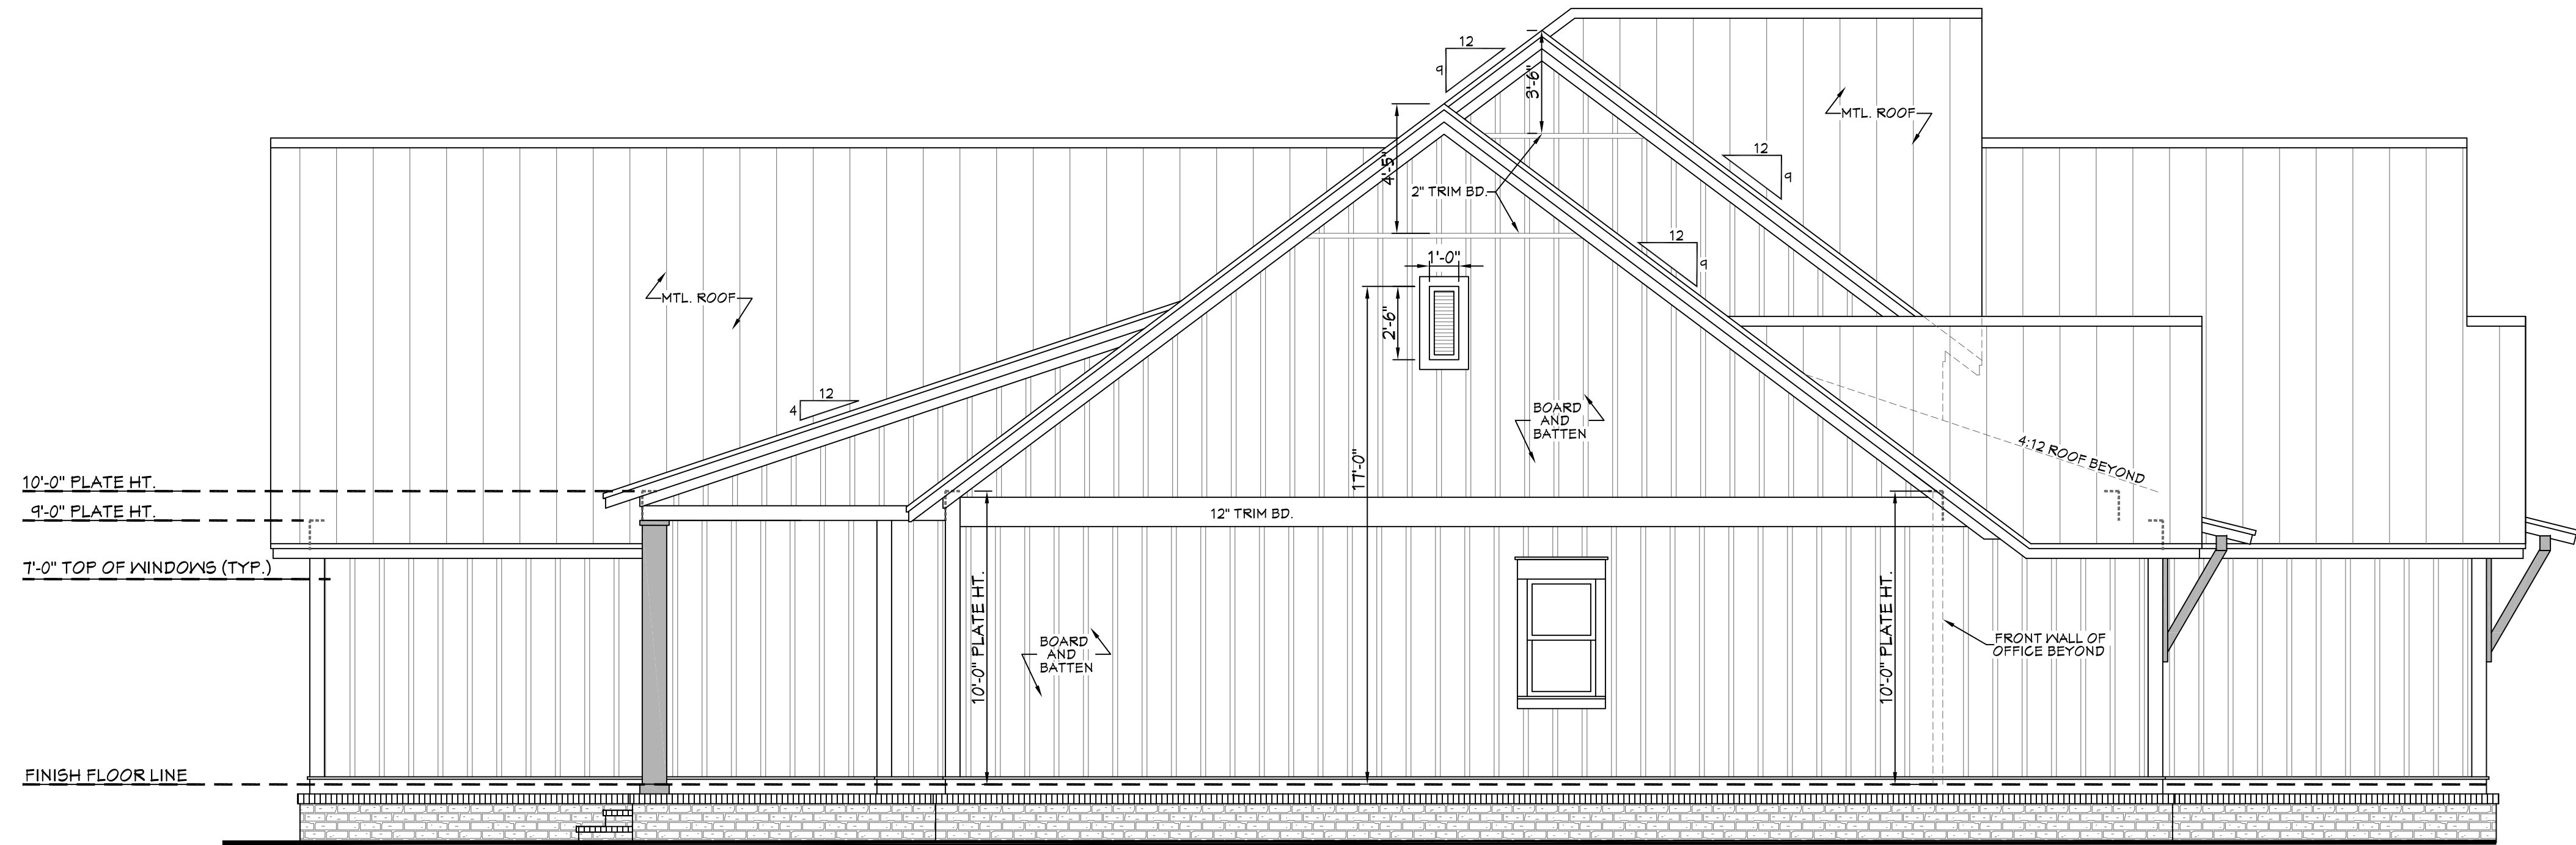 12
9
3'-6"
MTL. ROOF
12
9
4'-5"
2" TRIM BD.
12
9
1'-0"
MTL. ROOF
2'-6"
12
4
BOARD
AND
BATTEN
4:12 ROOF BEYOND
17'-0"
10'-0" PLATE HT.
9'-0" PLATE HT.
12" TRIM BD.
7'-0" TOP OF WINDOWS (TYP.)
10'-0" PLATE HT.
10'-0" PLATE HT.
BOARD
AND
BATTEN
FRONT WALL OF
OFFICE BEYOND
FINISH FLOOR LINE